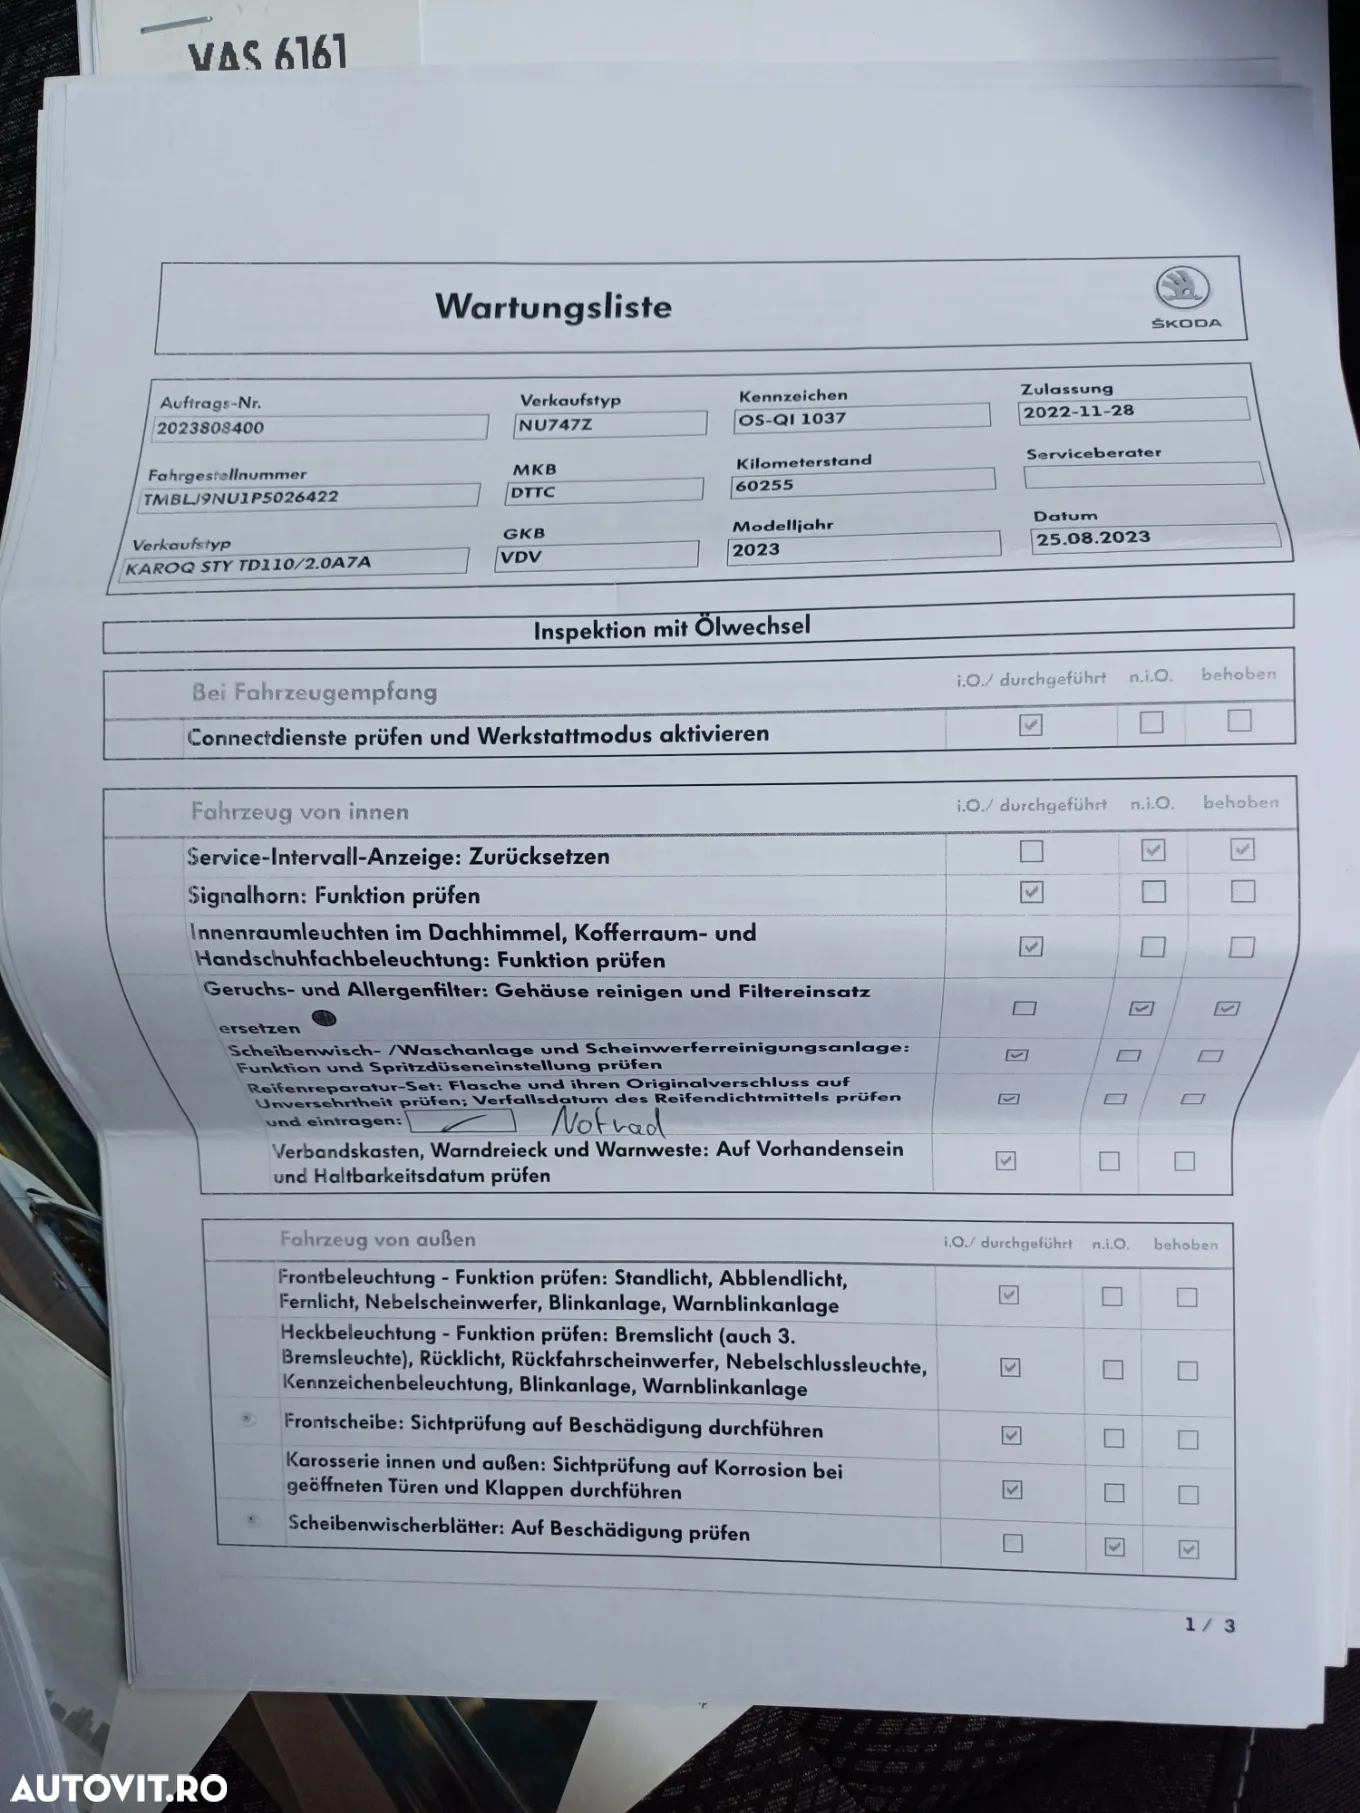 VAS 6161
Wartungsliste
ŠKODA
Auftrags-Nr. Verkaufstyp Kennzeichen Zulassung
2023808400 NU747Z OS-QI 1037 2022-11-28
Fahrgestellnummer MKB Kilometerstand Serviceberater
TMBLJ9NU1P5026422 DTTC 60255
Verkaufstyp GKB Modelljahr Datum
KAROQ STY TD110/2.0A7A VDV 2023 25.08.2023
Inspektion mit Ölwechsel
Bei Fahrzeugempfang i.O./ durchgeführt n.i.O. behoben
Connectdienste prüfen und Werkstattmodus aktivieren
Fahrzeug von innen i.O./ durchgeführt n.i.O. behoben
Service-Intervall-Anzeige: Zurücksetzen
Signalhorn: Funktion prüfen
Innenraumleuchten im Dachhimmel, Kofferraum- und
Handschuhfachbeleuchtung: Funktion prüfen
Geruchs- und Allergenfilter: Gehäuse reinigen und Filtereinsatz
ersetzen
Scheibenwisch- /Waschanlage und Scheinwerferreinigungsanlage:
Funktion und Spritzdüseneinstellung prüfen
Reifenreparatur-Set: Flasche und ihren Originalverschluss auf
Unversehrtheit prüfen; Verfallsdatum des Reifendichtmittels prüfen
und eintragen: Notrad
Verbandskasten, Warndreieck und Warnweste: Auf Vorhandensein
und Haltbarkeitsdatum prüfen
Fahrzeug von außen i.O./ durchgeführt n.i.O. behoben
Frontbeleuchtung - Funktion prüfen: Standlicht, Abblendlicht,
Fernlicht, Nebelscheinwerfer, Blinkanlage, Warnblinkanlage
Heckbeleuchtung - Funktion prüfen: Bremslicht (auch 3.
Bremsleuchte), Rücklicht, Rückfahrscheinwerfer, Nebelschlussleuchte,
Kennzeichenbeleuchtung, Blinkanlage, Warnblinkanlage
Frontscheibe: Sichtprüfung auf Beschädigung durchführen
Karosserie innen und außen: Sichtprüfung auf Korrosion bei
geöffneten Türen und Klappen durchführen
Scheibenwischerblätter: Auf Beschädigung prüfen
1 / 3
AUTOVIT.RO